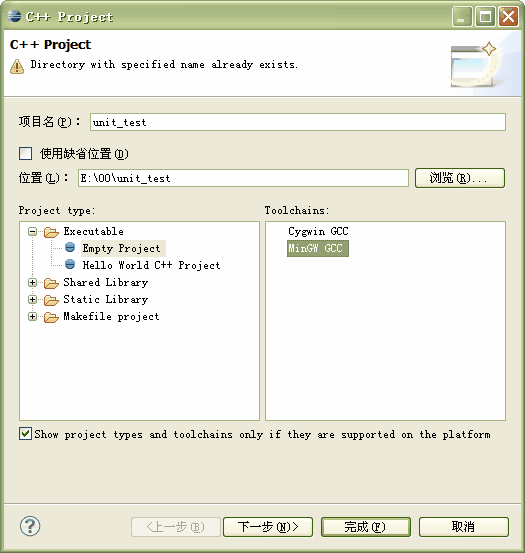 C++ Project
C++ Project
Directory with specified name already exists.
项目名(P)： unit_test
使用缺省位置(D)
位置(L)： E:\OO\unit_test 浏览(R)...
Project type: Toolchains:
Executable Cygwin GCC
Empty Project MinGW GCC
Hello World C++ Project
Shared Library
Static Library
Makefile project
Show project types and toolchains only if they are supported on the platform
? <上一步(B) 下一步(N)> 完成(F) 取消